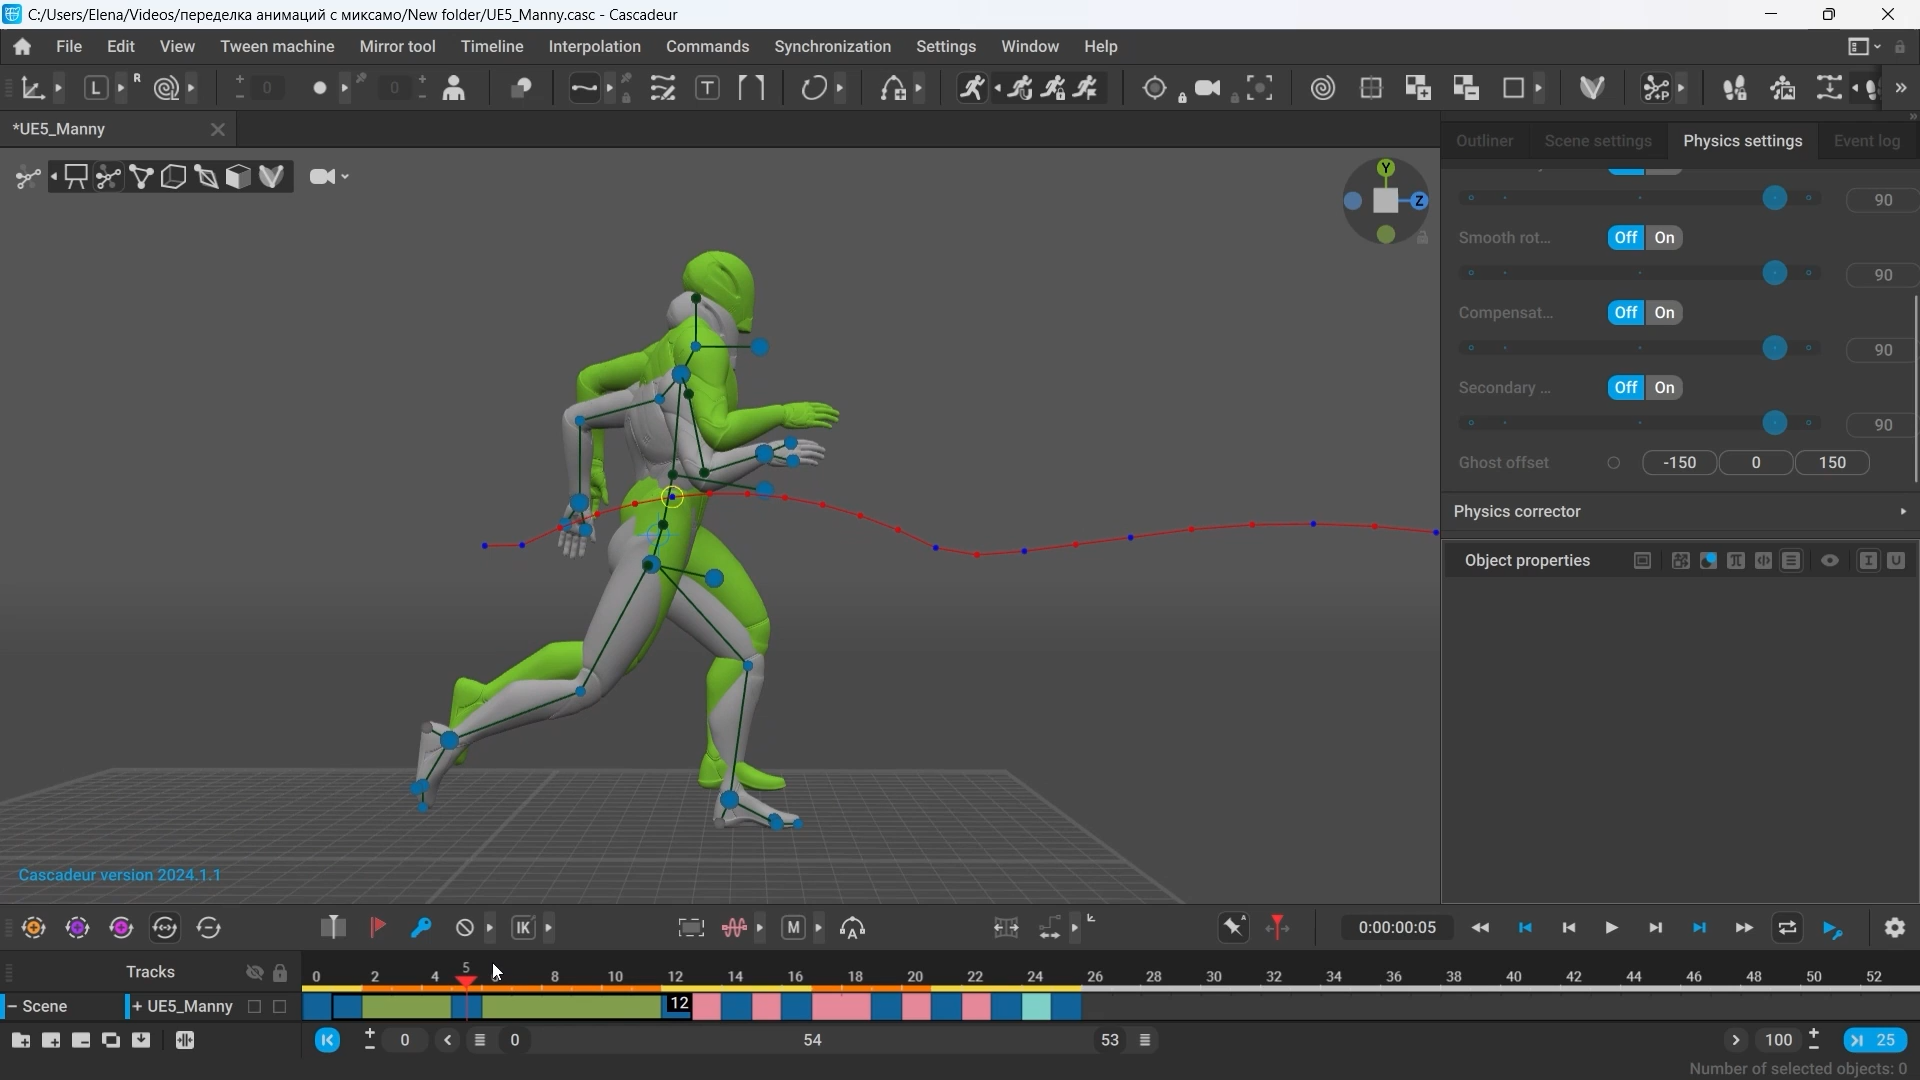 C:/Users/Elena/Videos/переделка анимаций с миксамо/New folder/UE5_Manny.casc - Cascadeur
File Edit View Tween machine Mirror tool Timeline Interpolation Commands Synchronization Settings Window Help
L R 0 0 T P
*UE5_Manny
Outliner Scene settings Physics settings Event log
Y
Z
90
Smooth rot... Off On
90
Compensat... Off On
90
Secondary ... Off On
90
Ghost offset -150 0 150
Physics corrector
Object properties I U
Cascadeur version 2024.1.1
IK M A 0:00:00:05
Tracks 0 2 4 5 8 10 12 14 16 18 20 22 24 26 28 30 32 34 36 38 40 42 44 46 48 50 52
Scene + UE5_Manny 12
0 0 54 53 100 25
Number of selected objects: 0